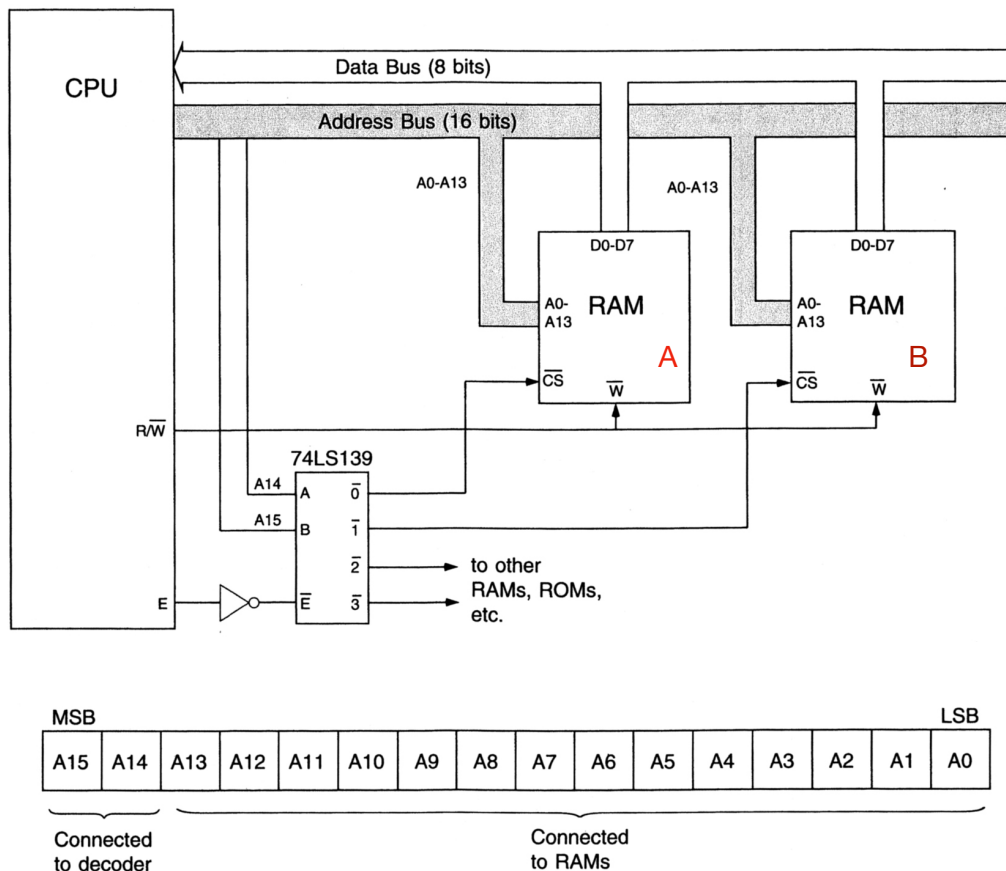 CPU
Data Bus (8 bits)
Address Bus (16 bits)
A0-A13
A0-A13
D0-D7
D0-D7
A0-
A13
RAM
A0-
A13
RAM
A
B
C̅S̅
W̅
C̅S̅
W̅
R/W̅
74LS139
A14
A
0̅
A15
B
1̅
2̅
to other
RAMs, ROMs,
etc.
E
E̅
3̅
MSB
LSB
A15 A14 A13 A12 A11 A10 A9 A8 A7 A6 A5 A4 A3 A2 A1 A0
Connected
to decoder
Connected
to RAMs